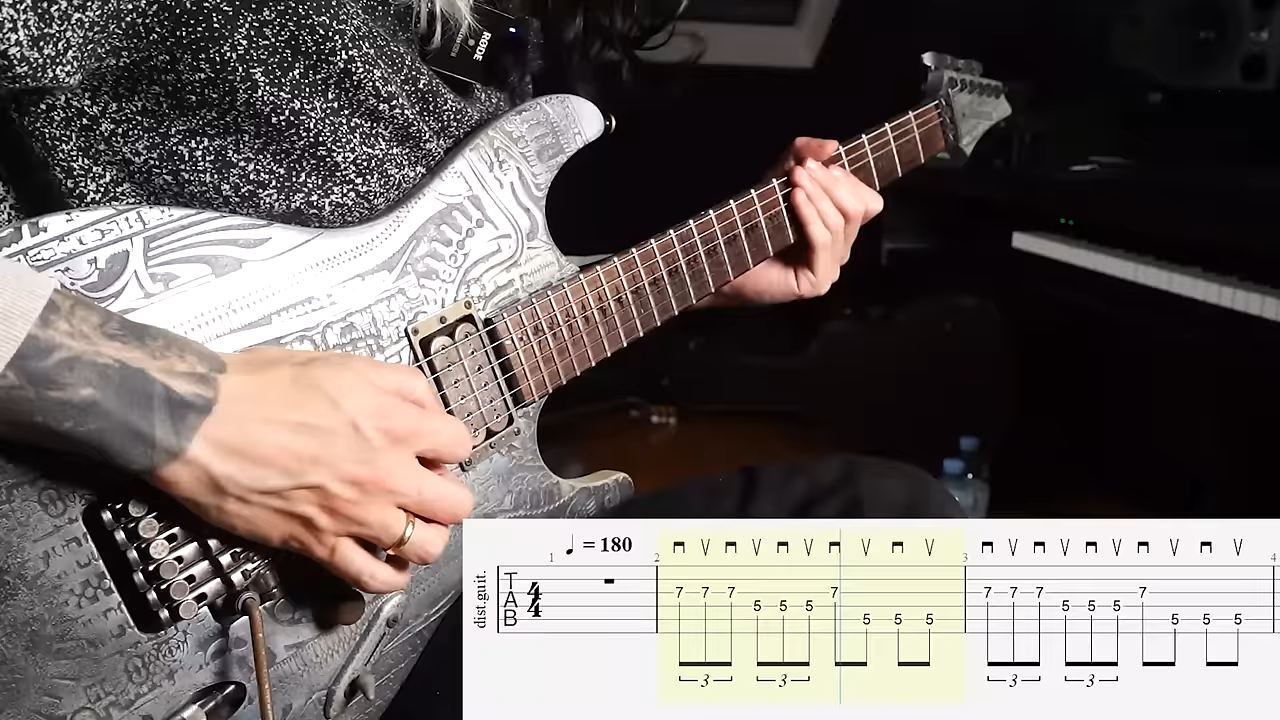 RØDE
1 ♩ = 180 2 3 4
dist.guit.
T
A
B
4
4
7 7 7 5 5 5 7 5 5 5 7 7 7 5 5 5 7 5 5 5
3 3 3 3